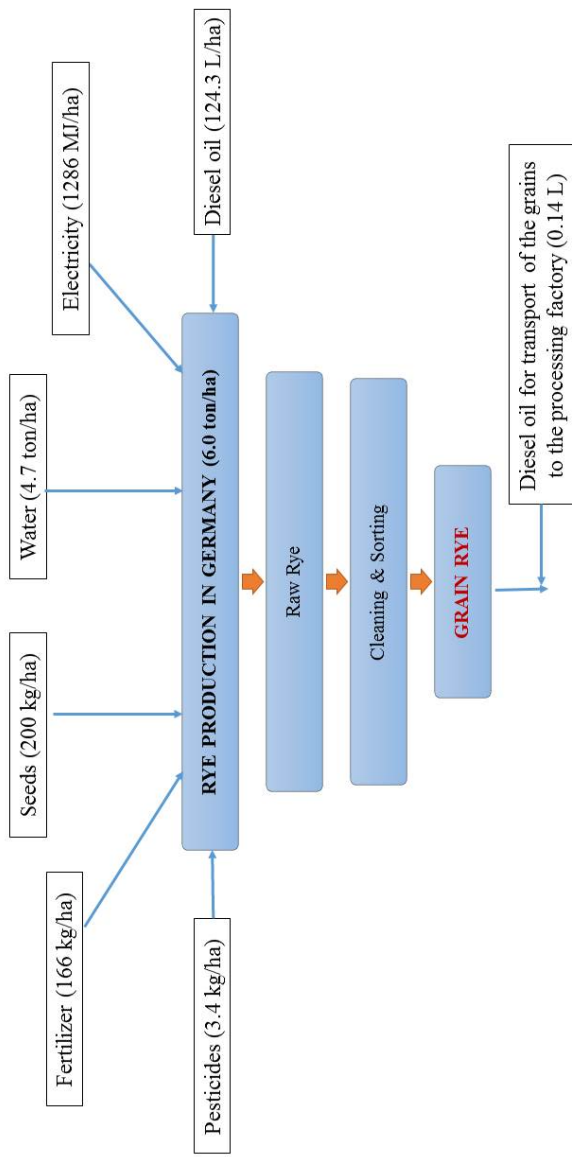 Water (4.7 ton/ha)
Seeds (200 kg/ha)
Electricity (1286 MJ/ha)
Fertilizer (166 kg/ha)
Pesticides (3.4 kg/ha)
RYE PRODUCTION IN GERMANY (6.0 ton/ha)
Diesel oil (124.3 L/ha)
Raw Rye
Cleaning & Sorting
GRAIN RYE
Diesel oil for transport of the grains
to the processing factory (0.14 L)